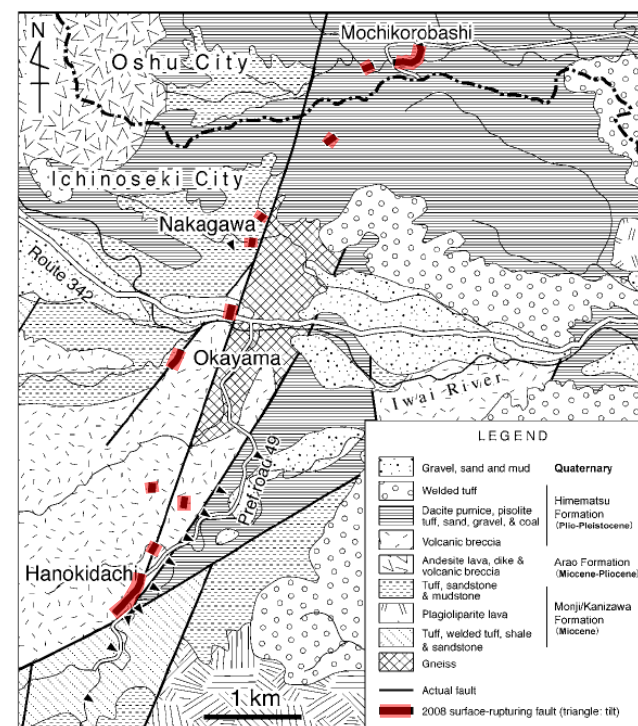 N
Mochikorobashi
Oshu City
Ichinoseki City
Nakagawa
Route 342
Okayama
Iwai River
Pref.road 49
Hanokidachi
1 km
LEGEND
Gravel, sand and mud Quaternary
Welded tuff
Dacite pumice, pisolite
tuff, sand, gravel, & coal
Himematsu
Formation
(Plio-Pleistocene)
Volcanic breccia
Andesite lava, dike &
volcanic breccia
Arao Formation
(Miocene-Pliocene)
Tuff, sandstone
& mudstone
Plagioliparite lava
Monji/Kanizawa
Formation
(Miocene)
Tuff, welded tuff, shale
& sandstone
Gneiss
Actual fault
2008 surface-rupturing fault (triangle: tilt)